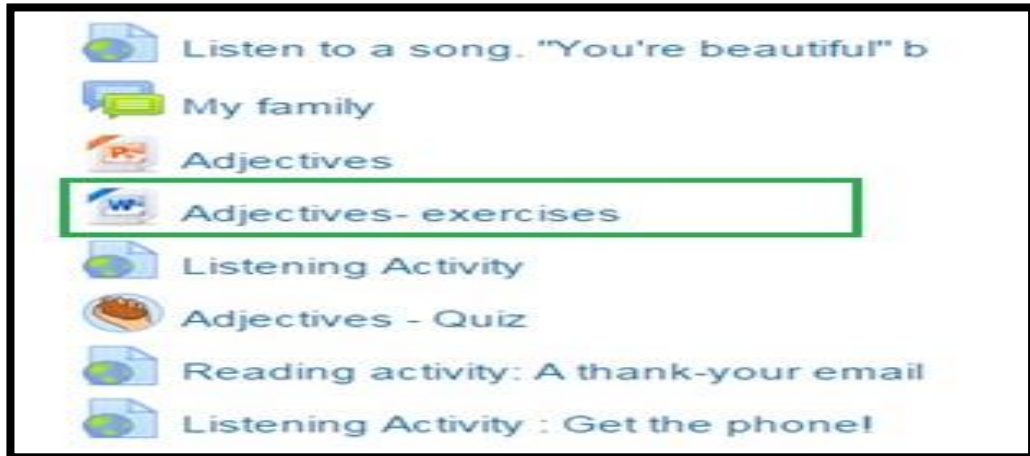 Listen to a song. "You're beautiful" b
My family
Adjectives
Adjectives- exercises
Listening Activity
Adjectives - Quiz
Reading activity: A thank-your email
Listening Activity : Get the phone!